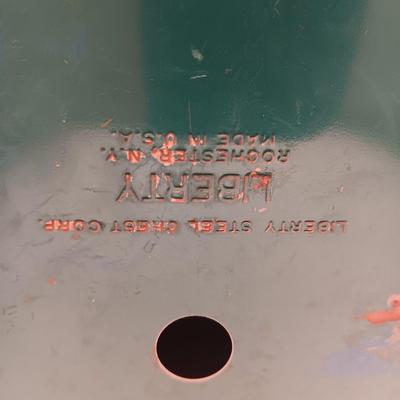 LIBERTY STEEL CHEST CORP.
LIBERTY
ROCHESTER, N.Y.
MADE IN U.S.A.